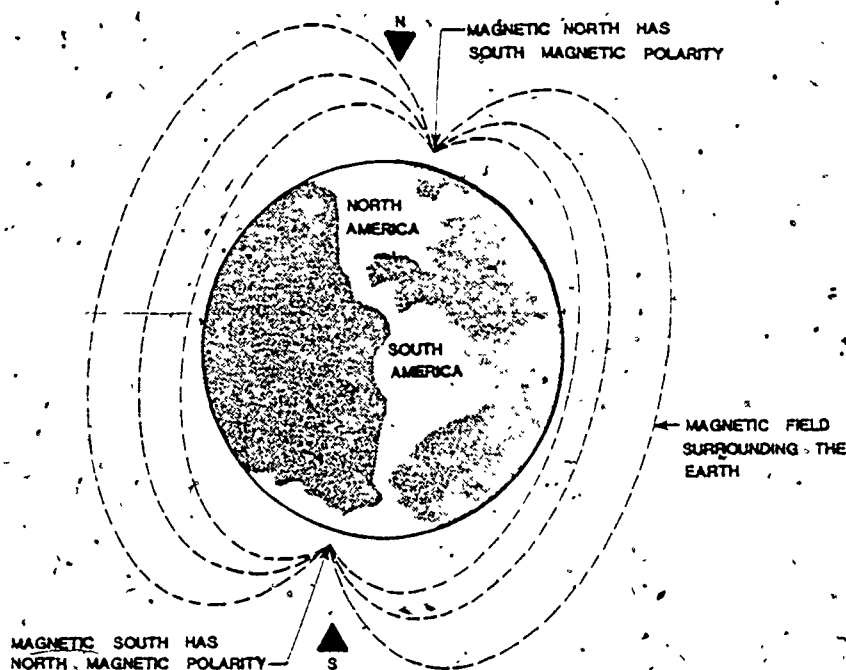 N
MAGNETIC NORTH HAS
SOUTH MAGNETIC POLARITY
NORTH
AMERICA
SOUTH
AMERICA
MAGNETIC FIELD
SURROUNDING THE
EARTH
MAGNETIC SOUTH HAS
NORTH MAGNETIC POLARITY
S